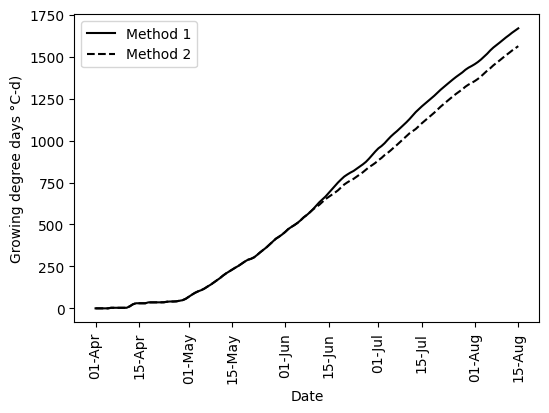 Method 1
Method 2
Growing degree days °C-d)
1750
1500
1250
1000
750
500
250
0
01-Apr
15-Apr
01-May
15-May
01-Jun
15-Jun
01-Jul
15-Jul
01-Aug
15-Aug
Date